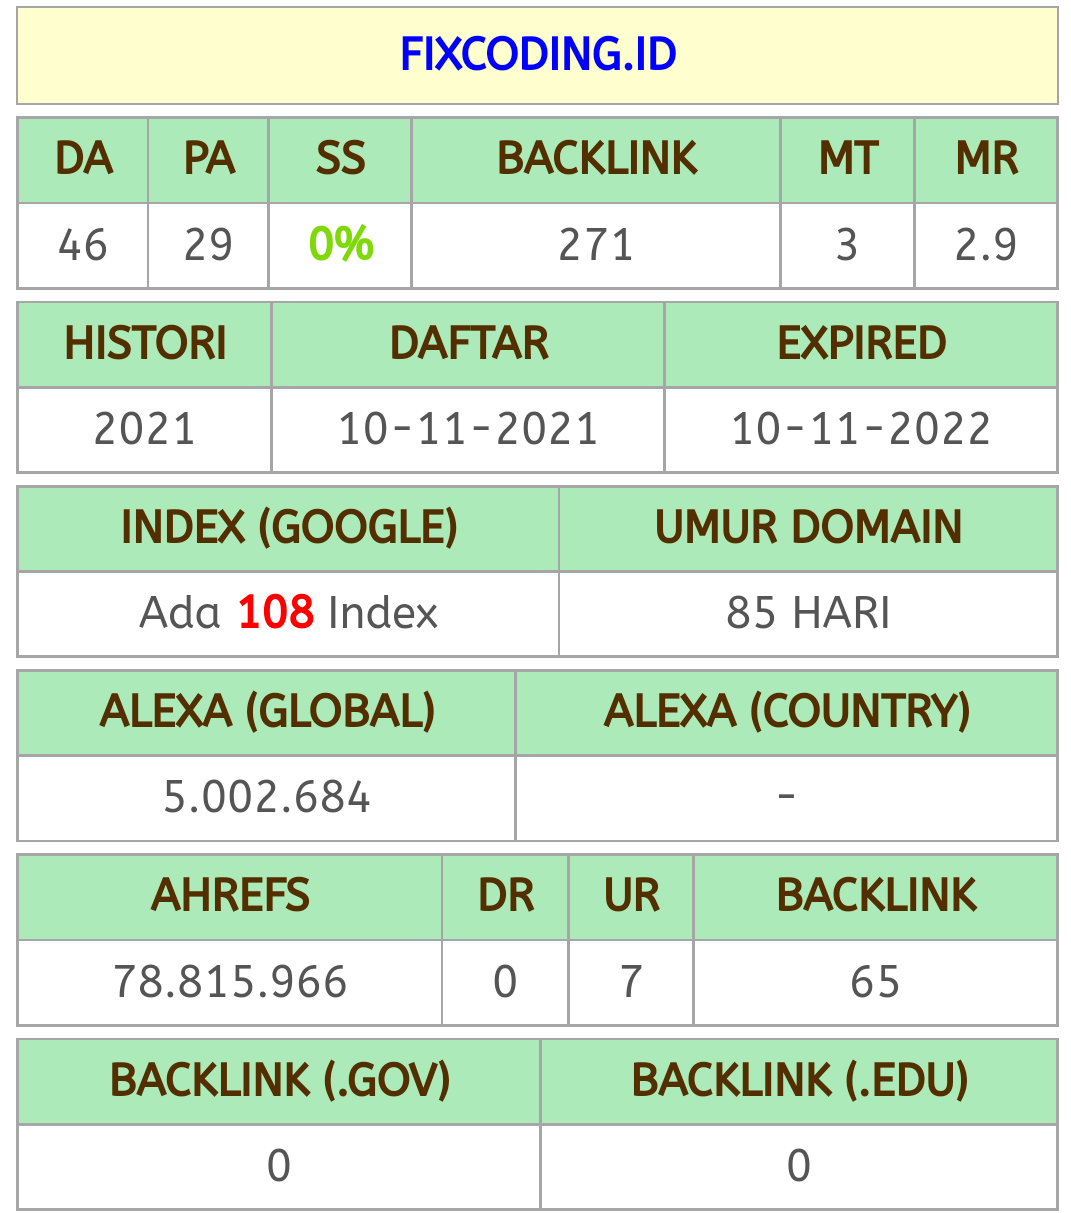 FIXCODING.ID
DA PA SS BACKLINK MT MR
46 29 0% 271 3 2.9
HISTORI DAFTAR EXPIRED
2021 10-11-2021 10-11-2022
INDEX (GOOGLE) UMUR DOMAIN
Ada 108 Index 85 HARI
ALEXA (GLOBAL) ALEXA (COUNTRY)
5.002.684 -
AHREFS DR UR BACKLINK
78.815.966 0 7 65
BACKLINK (.GOV) BACKLINK (.EDU)
0 0